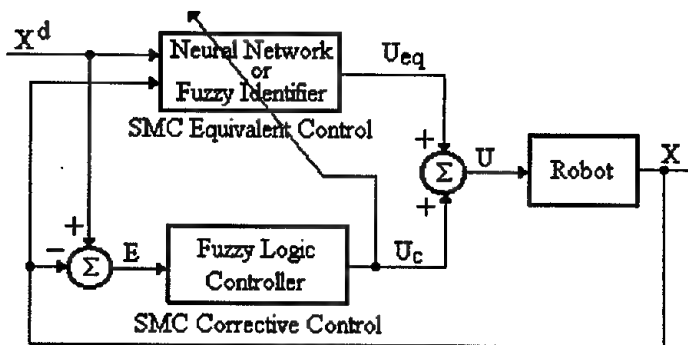 X^d
Neural Network
or
Fuzzy Identifier
U_eq
SMC Equivalent Control
+
Σ
+
U
Robot
X
+
−
Σ
E
Fuzzy Logic
Controller
U_c
SMC Corrective Control